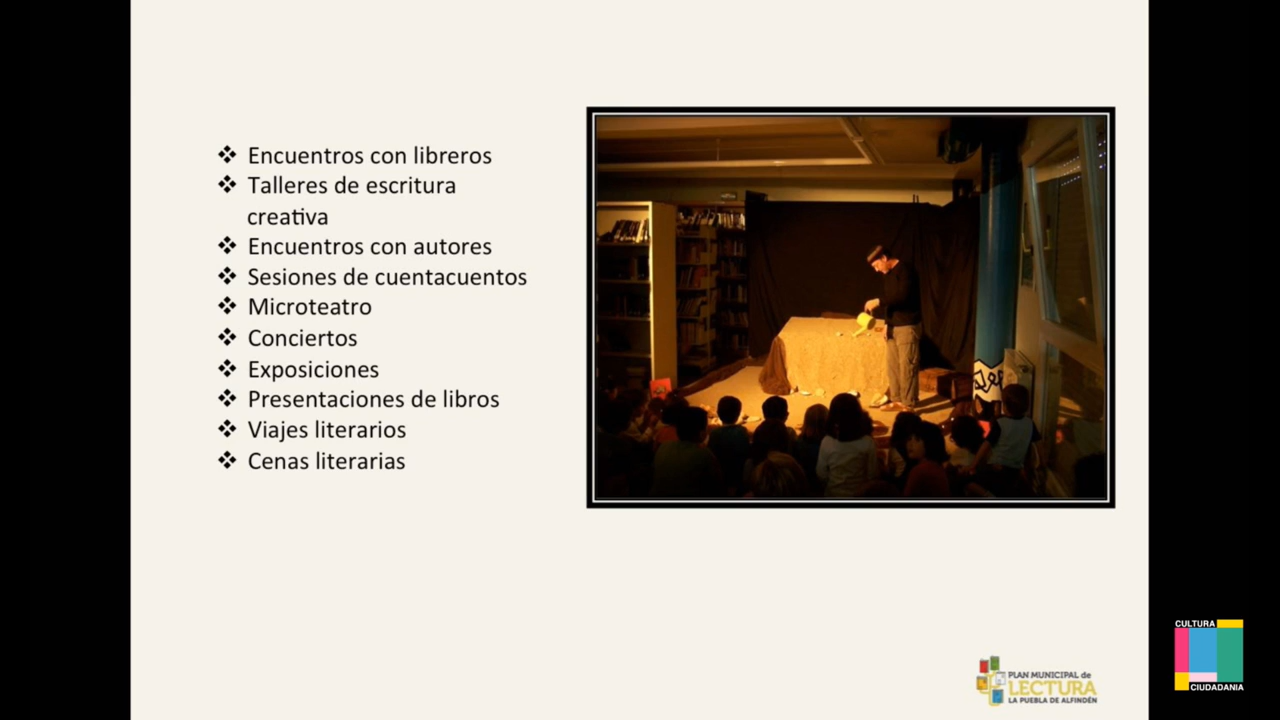 ❖ Encuentros con libreros
❖ Talleres de escritura
creativa
❖ Encuentros con autores
❖ Sesiones de cuentacuentos
❖ Microteatro
❖ Conciertos
❖ Exposiciones
❖ Presentaciones de libros
❖ Viajes literarios
❖ Cenas literarias
PLAN MUNICIPAL de
LECTURA
LA PUEBLA DE ALFINDÉN
CULTURA
CIUDADANIA